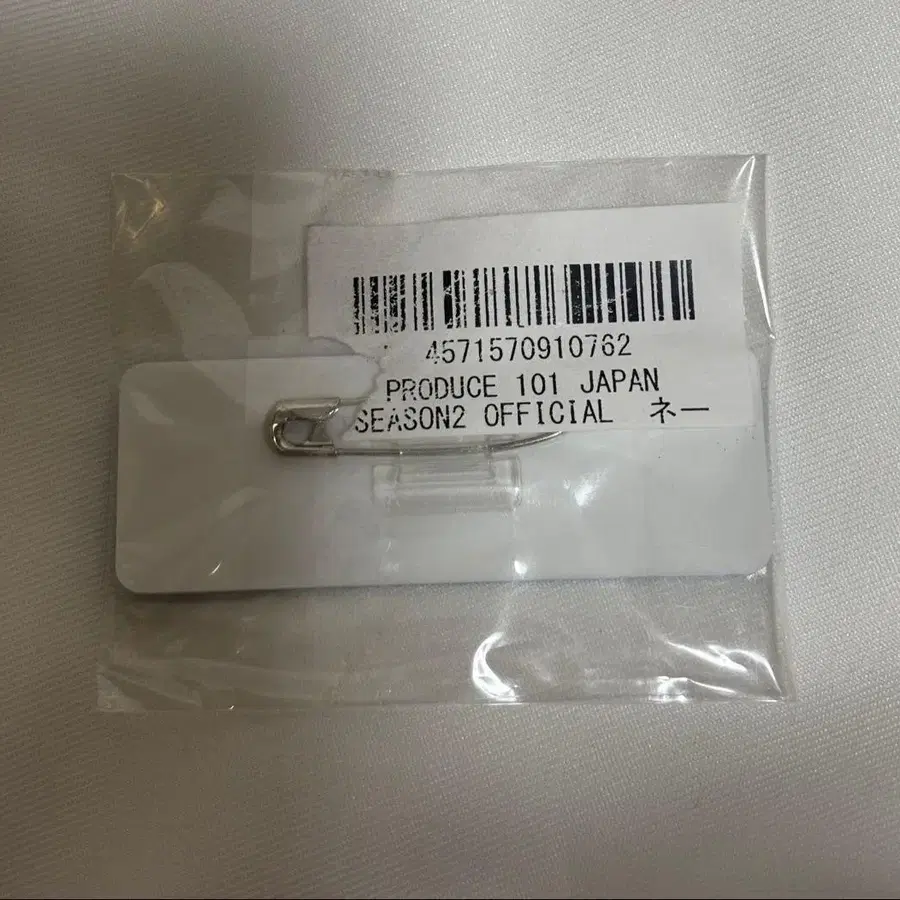 4571570910762
PRODUCE 101 JAPAN
SEASON2 OFFICIAL ネー